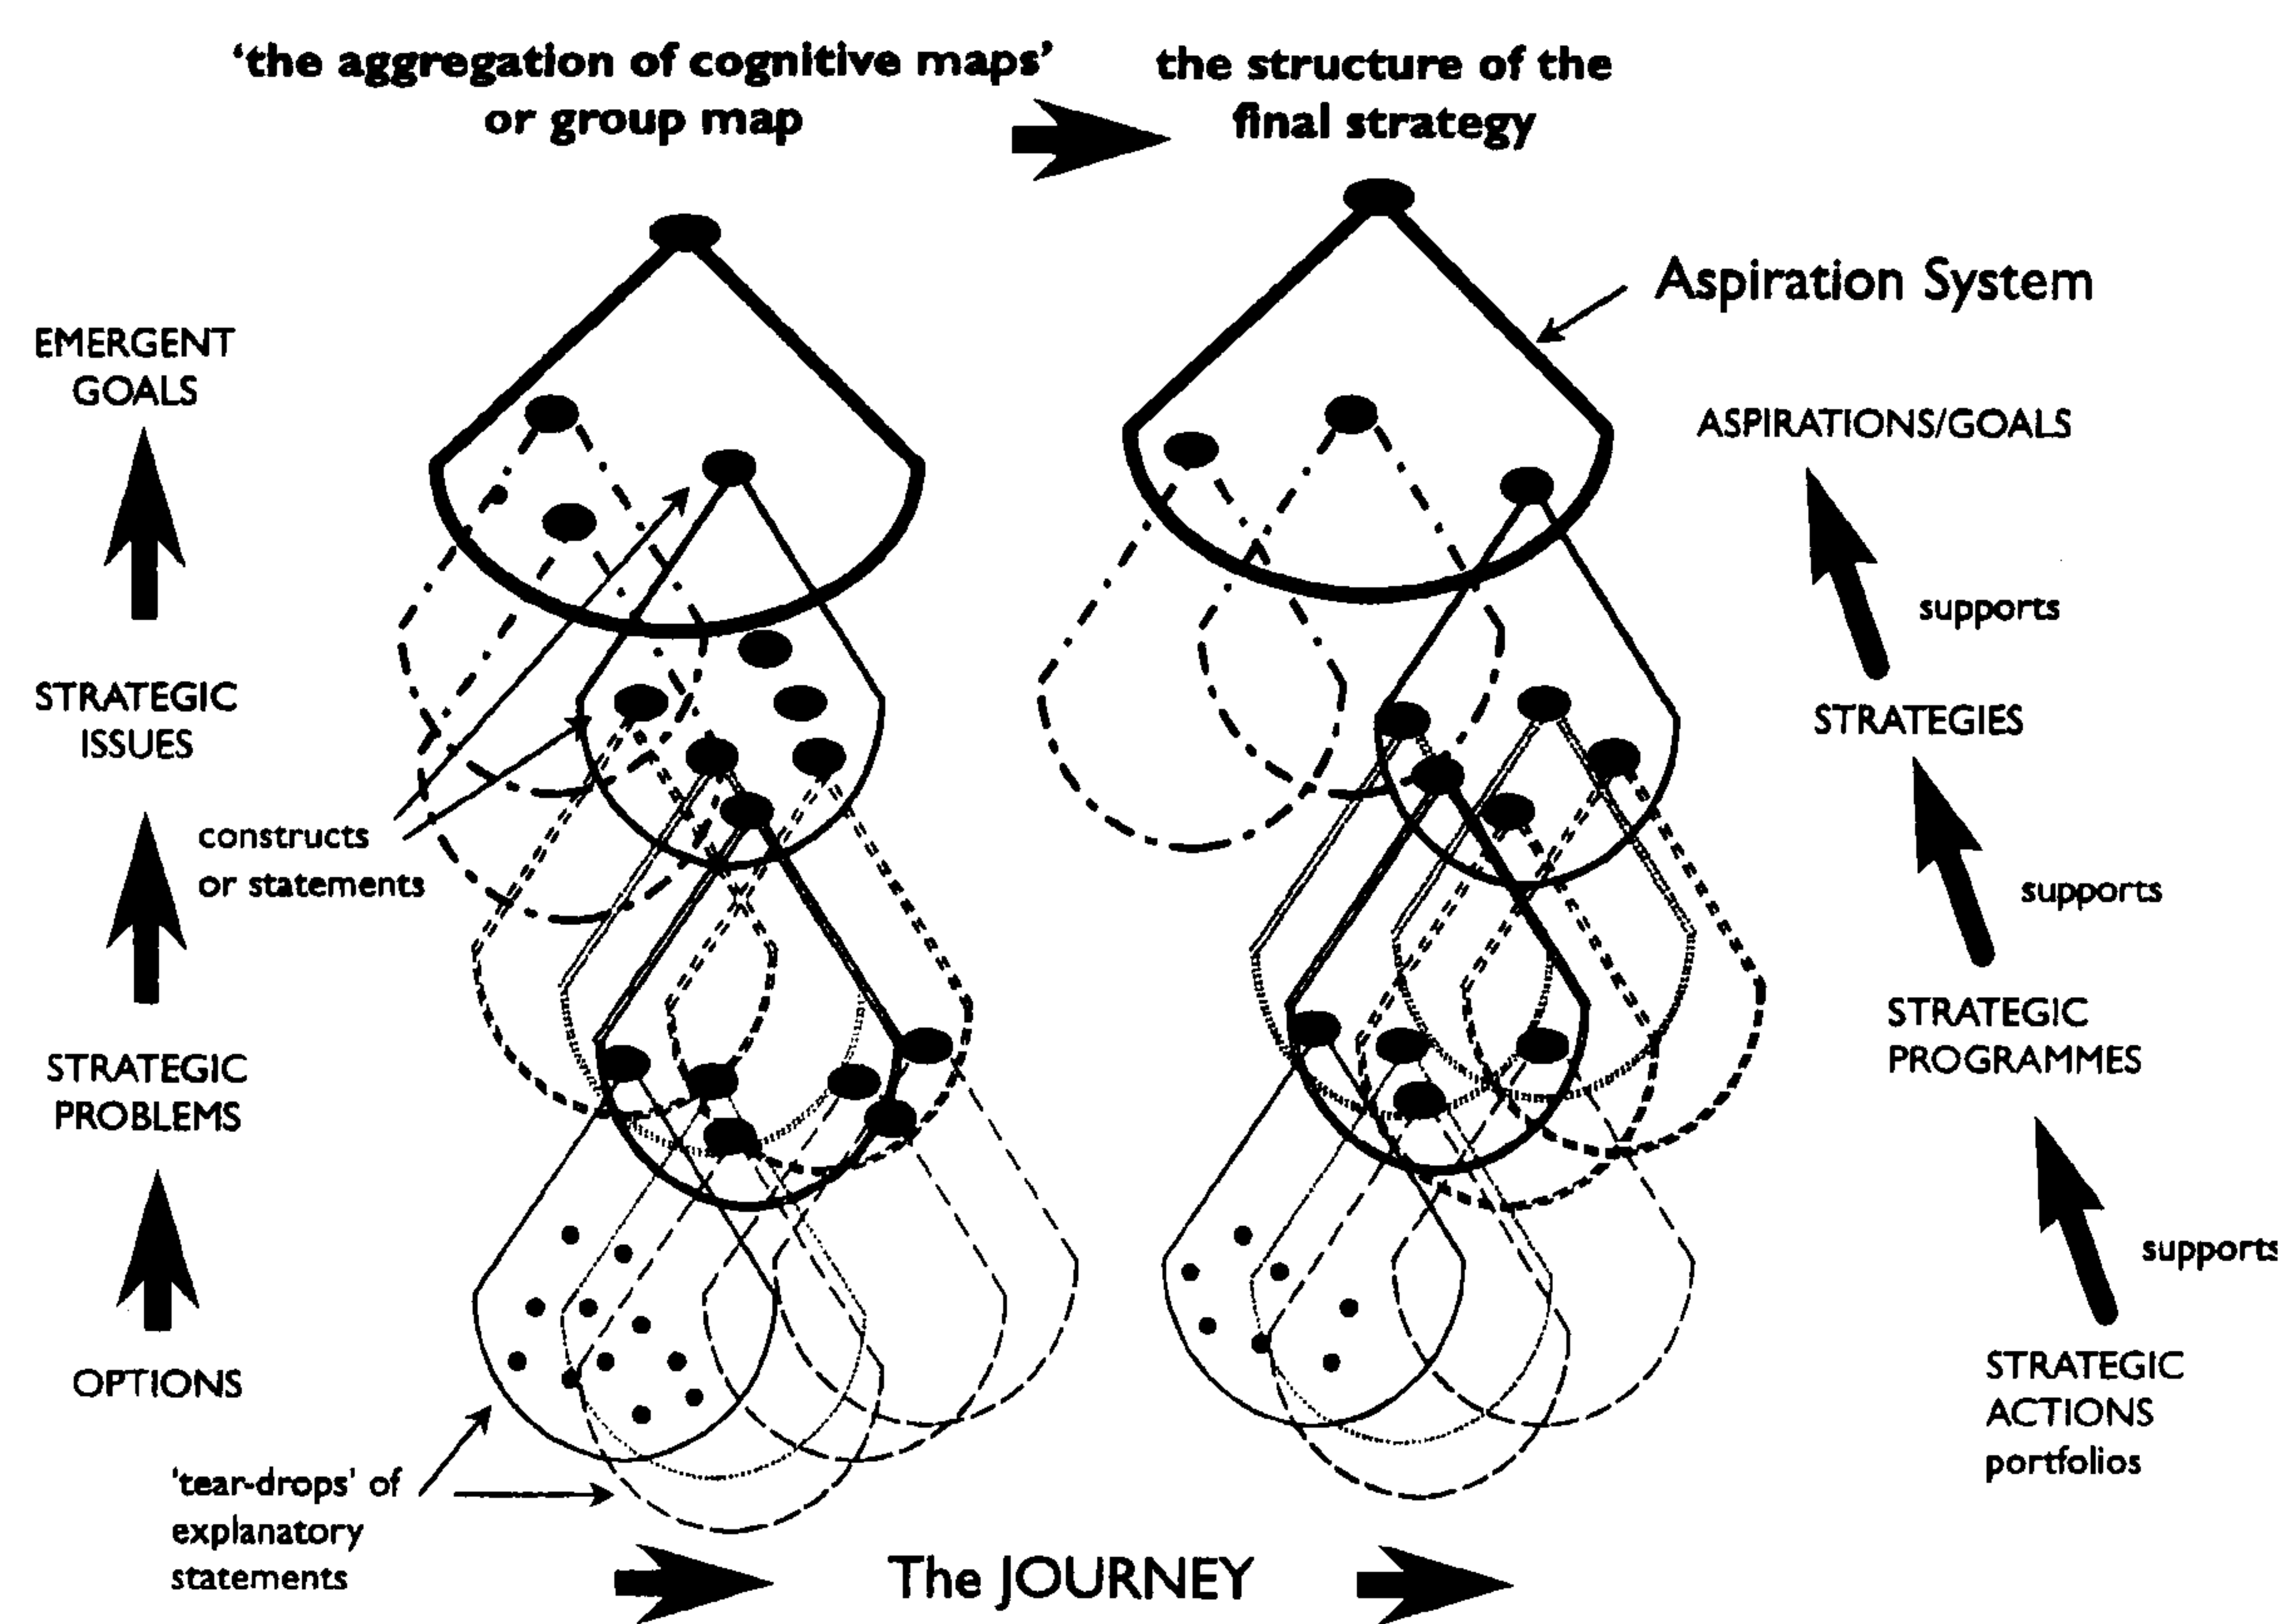 ‘the aggregation of cognitive maps’
or group map
the structure of the
final strategy
Aspiration System
EMERGENT
GOALS
ASPIRATIONS/GOALS
supports
STRATEGIC
ISSUES
STRATEGIES
constructs
or statements
supports
STRATEGIC
PROBLEMS
STRATEGIC
PROGRAMMES
supports
OPTIONS
STRATEGIC
ACTIONS
portfolios
'tear-drops' of
explanatory
statements
The JOURNEY